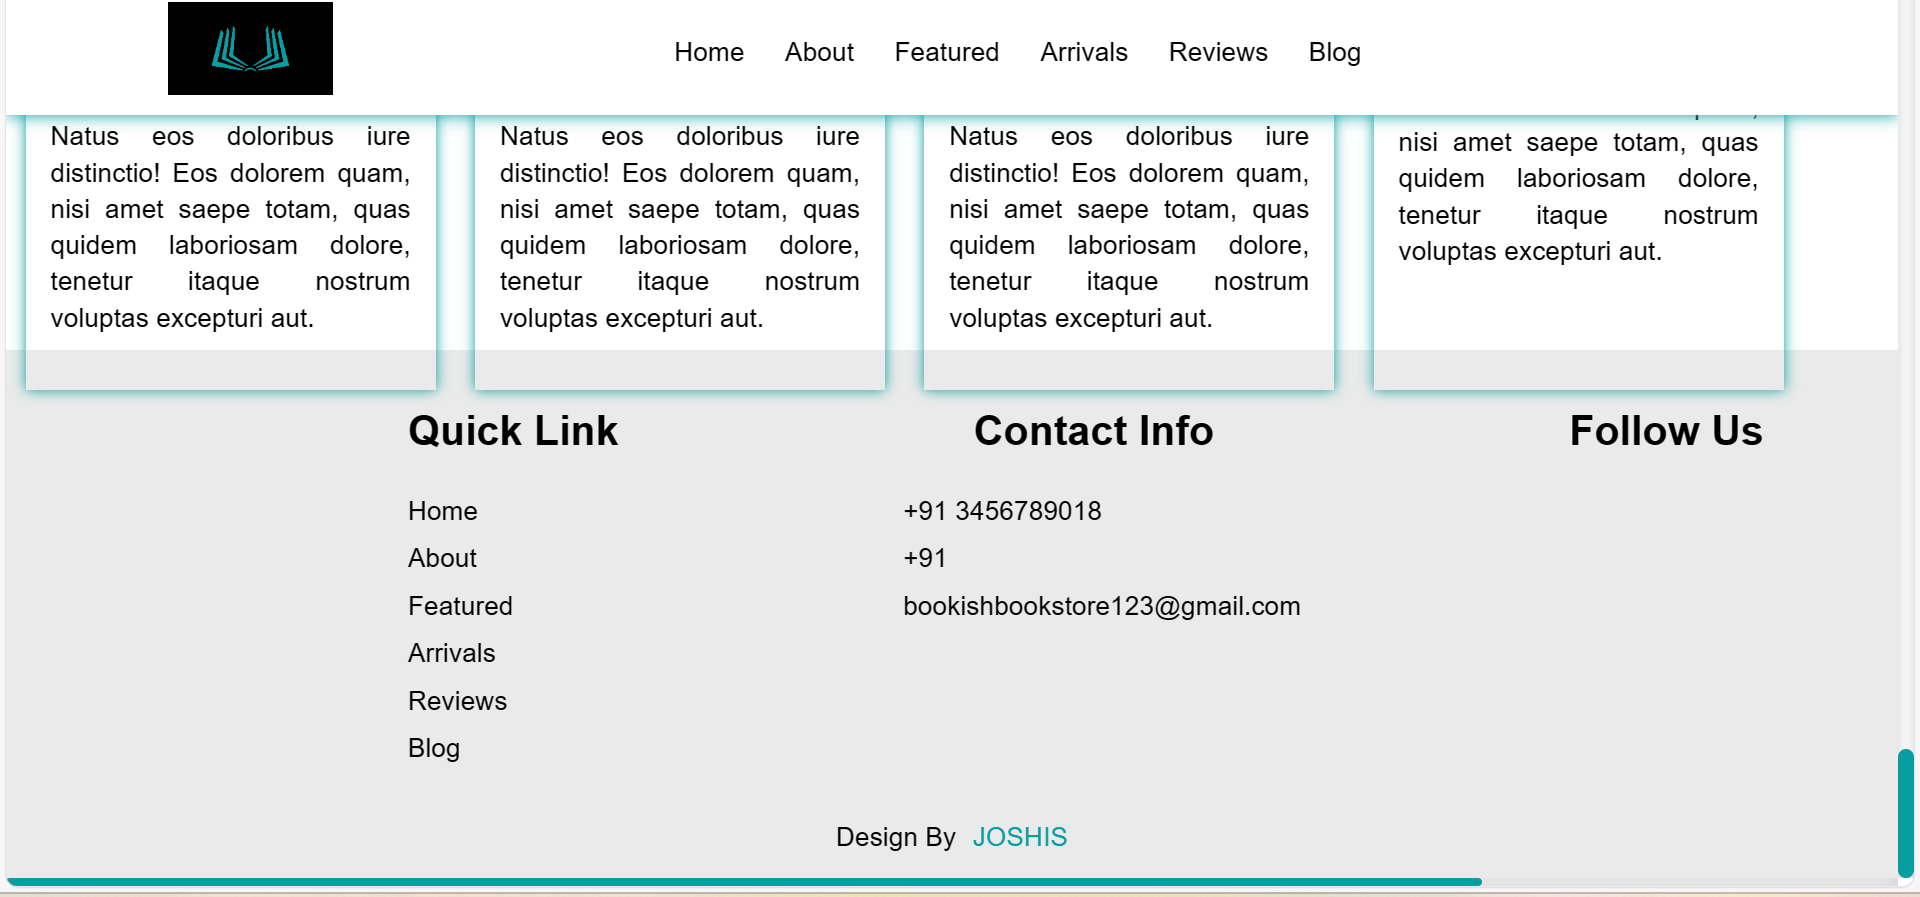 Home About Featured Arrivals Reviews Blog
Natus eos doloribus iure
distinctio! Eos dolorem quam,
nisi amet saepe totam, quas
quidem laboriosam dolore,
tenetur itaque nostrum
voluptas excepturi aut.
Natus eos doloribus iure
distinctio! Eos dolorem quam,
nisi amet saepe totam, quas
quidem laboriosam dolore,
tenetur itaque nostrum
voluptas excepturi aut.
Natus eos doloribus iure
distinctio! Eos dolorem quam,
nisi amet saepe totam, quas
quidem laboriosam dolore,
tenetur itaque nostrum
voluptas excepturi aut.
nisi amet saepe totam, quas
quidem laboriosam dolore,
tenetur itaque nostrum
voluptas excepturi aut.
Quick Link
Home
About
Featured
Arrivals
Reviews
Blog
Contact Info
+91 3456789018
+91
bookishbookstore123@gmail.com
Follow Us
Design By JOSHIS